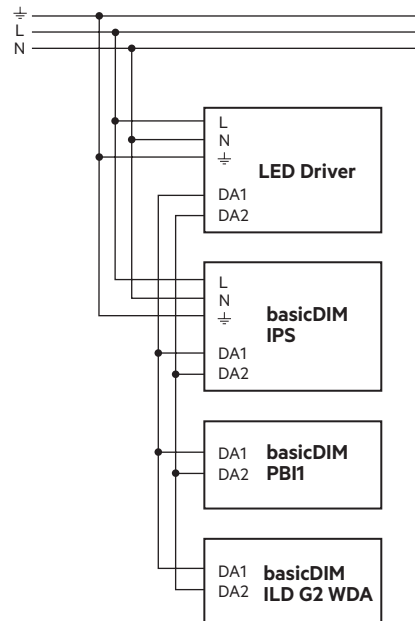 ⏚
L
N
L
N
⏚
LED Driver
DA1
DA2
L
N
⏚
basicDIM
IPS
DA1
DA2
DA1
basicDIM
DA2
PBI1
DA1
basicDIM
DA2
ILD G2 WDA